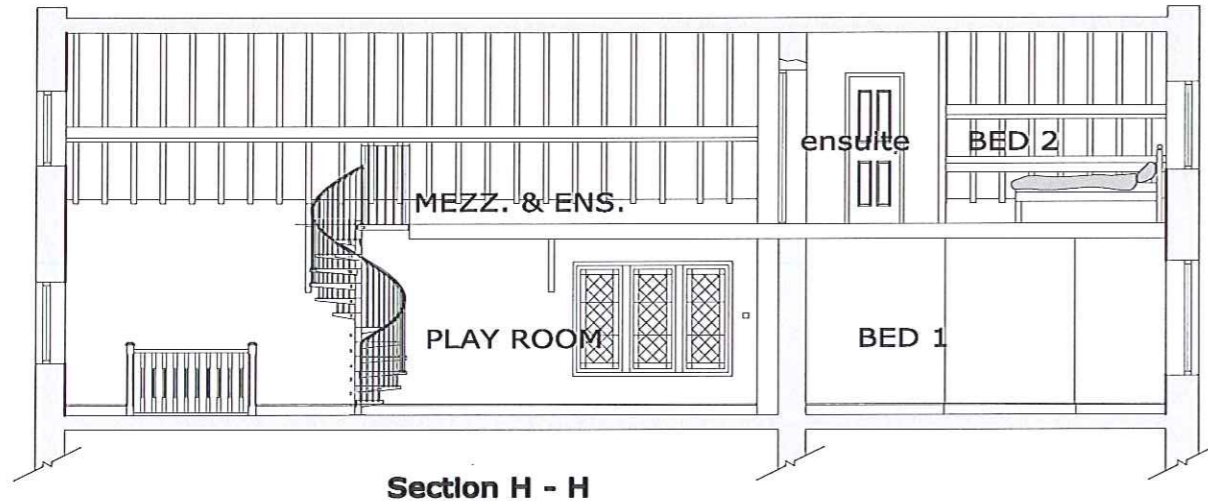 ensuite
BED 2
MEZZ. & ENS.
PLAY ROOM
BED 1
Section H - H